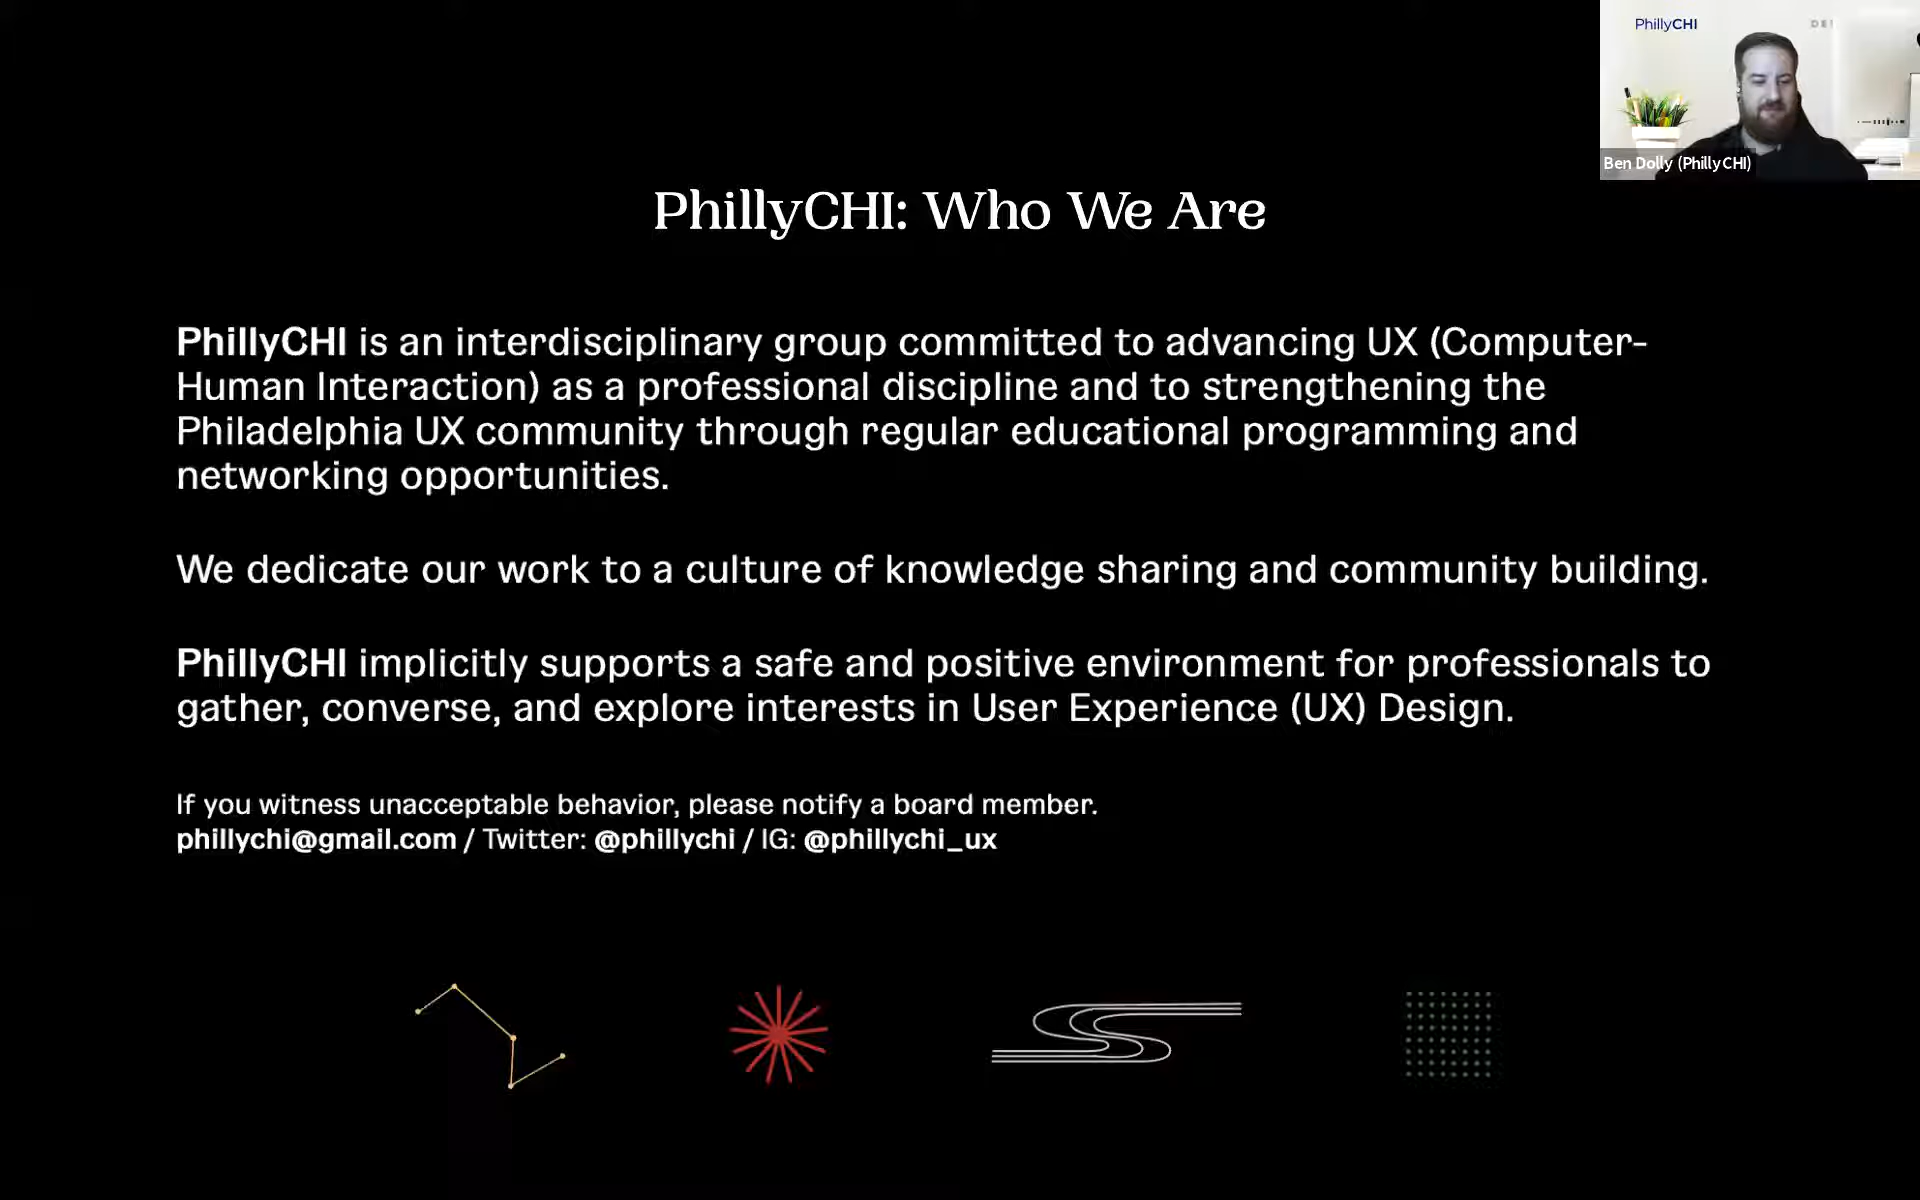 PhillyCHI
Ben Dolly (PhillyCHI)
PhillyCHI: Who We Are
PhillyCHI is an interdisciplinary group committed to advancing UX (Computer-
Human Interaction) as a professional discipline and to strengthening the
Philadelphia UX community through regular educational programming and
networking opportunities.
We dedicate our work to a culture of knowledge sharing and community building.
PhillyCHI implicitly supports a safe and positive environment for professionals to
gather, converse, and explore interests in User Experience (UX) Design.
If you witness unacceptable behavior, please notify a board member.
phillychi@gmail.com / Twitter: @phillychi / IG: @phillychi_ux